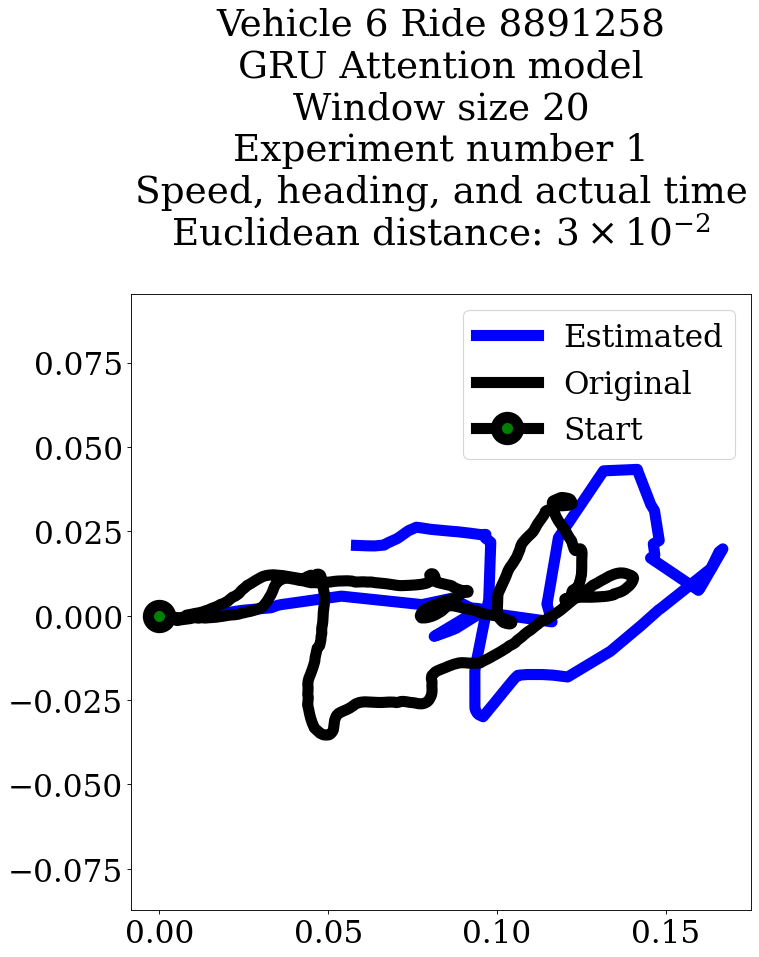 Vehicle 6 Ride 8891258
GRU Attention model
Window size 20
Experiment number 1
Speed, heading, and actual time
Euclidean distance: 3 × 10⁻²
Estimated
Original
Start
0.075
0.050
0.025
0.000
−0.025
−0.050
−0.075
0.00 0.05 0.10 0.15